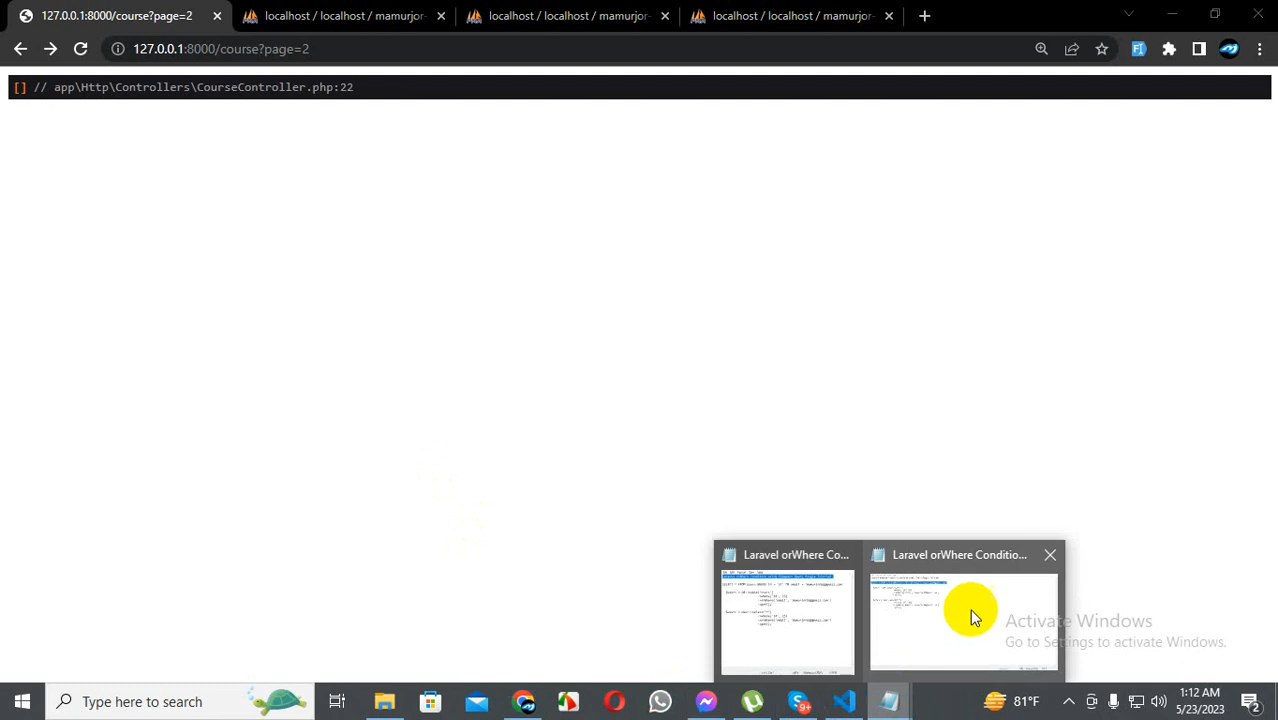 127.0.0.1:8000/course?page=2
localhost / localhost / mamurjor-
localhost / localhost / mamurjor-
localhost / localhost / mamurjor-
127.0.0.1:8000/course?page=2
[] // app\Http\Controllers\CourseController.php:22
Laravel orWhere Co...
Laravel orWhere Conditio...
Activate Windows
Go to Settings to activate Windows.
Type here to search
9+
81°F
1:12 AM
5/23/2023
2